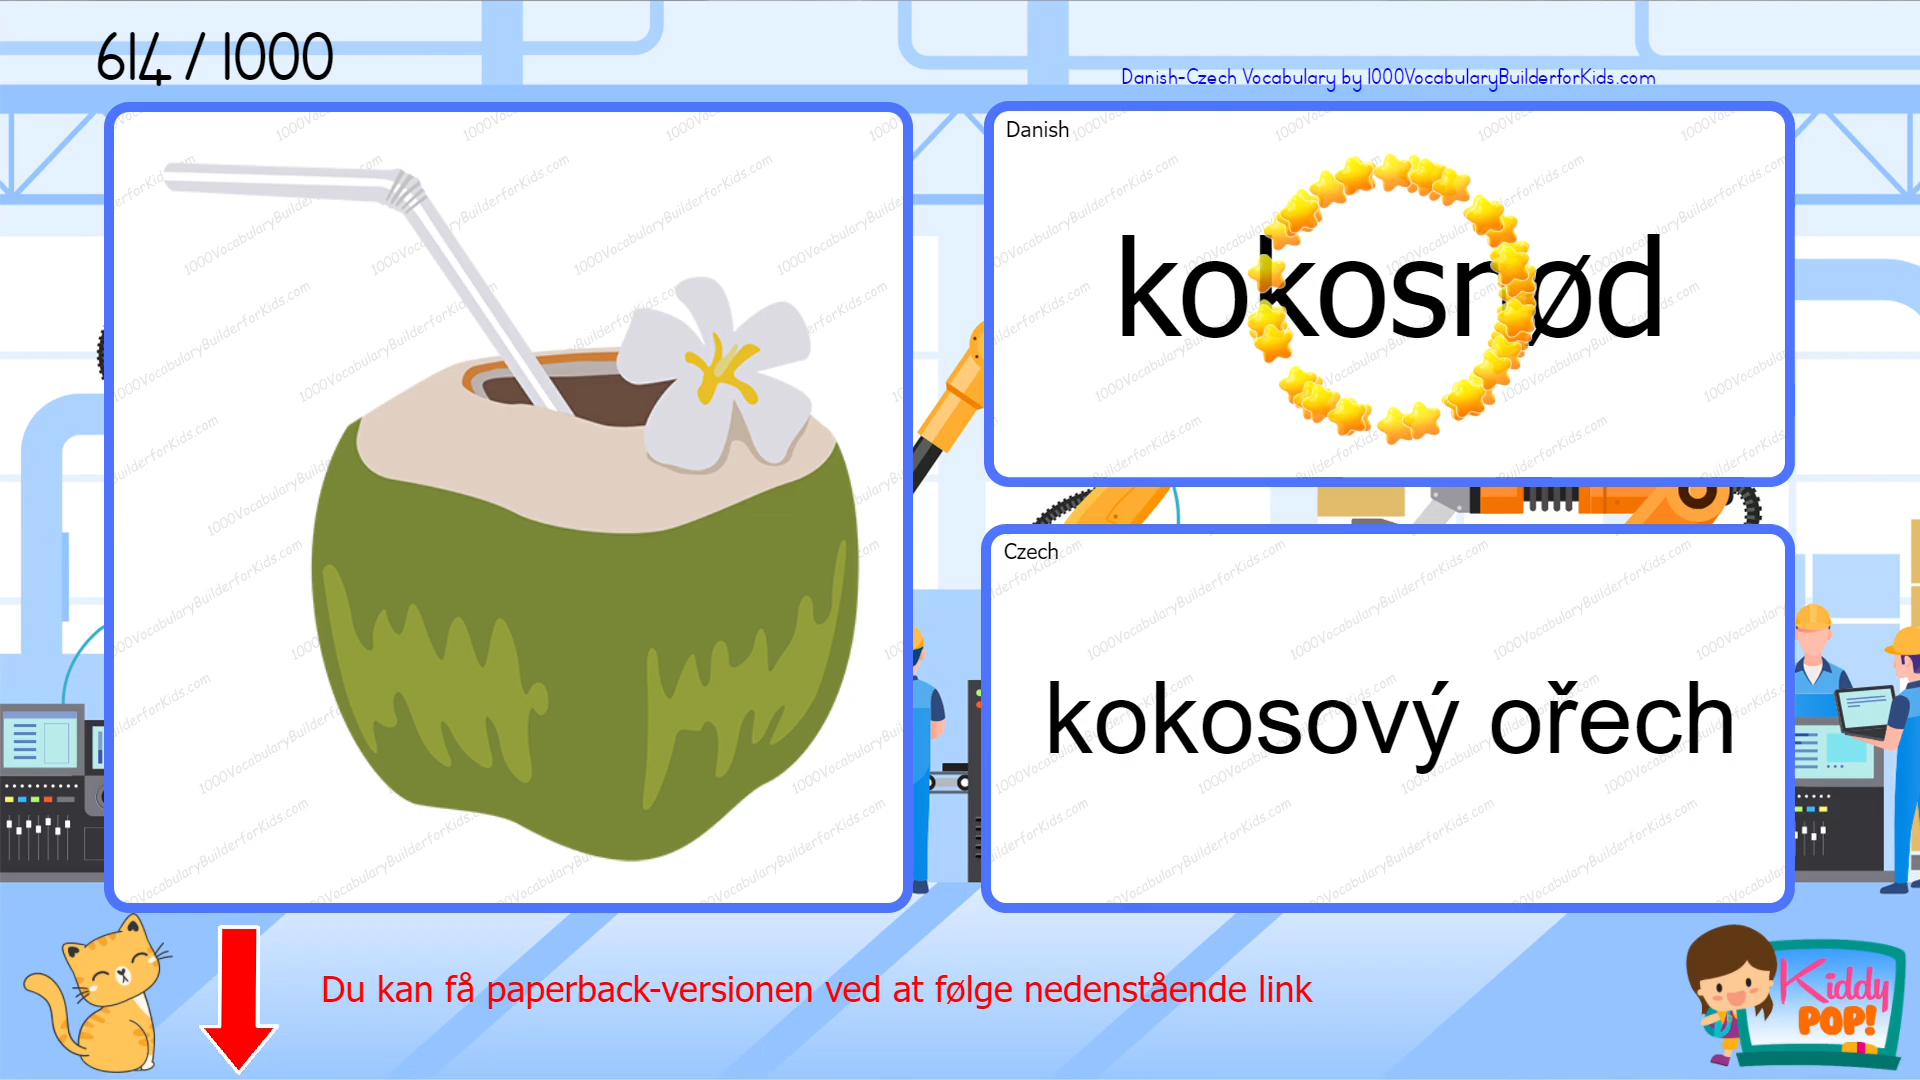 614 / 1000
Danish-Czech Vocabulary by 1000VocabularyBuilderforKids.com
Danish
kokosnød
Czech
kokosový ořech
Du kan få paperback-versionen ved at følge nedenstående link
Kiddy
POP!